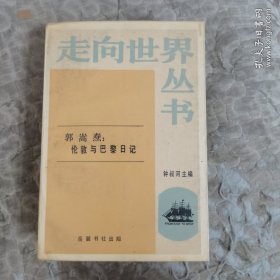 走向世界
丛书
郭嵩焘：
伦敦与巴黎日记
钟叔河主编
岳麓书社出版